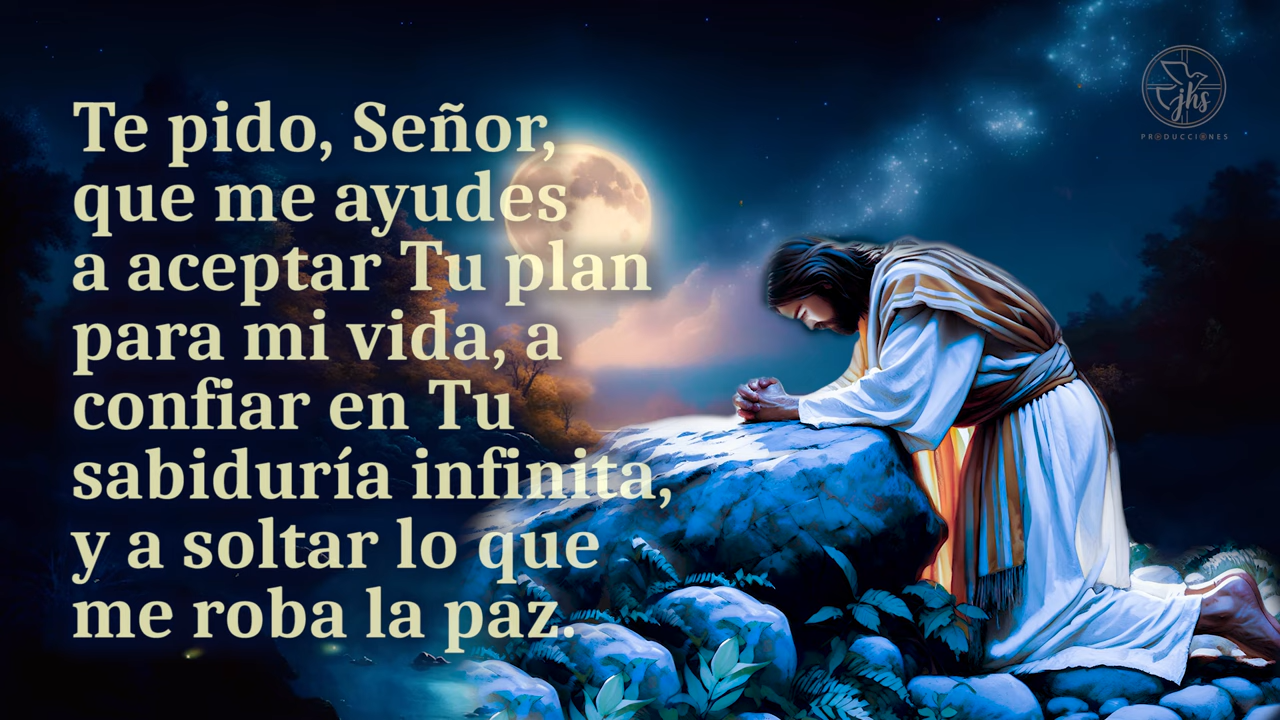 Te pido, Señor,
que me ayudes
a aceptar Tu plan
para mi vida, a
confiar en Tu
sabiduría infinita,
y a soltar lo que
me roba la paz.
jhs
PRODUCCIONES